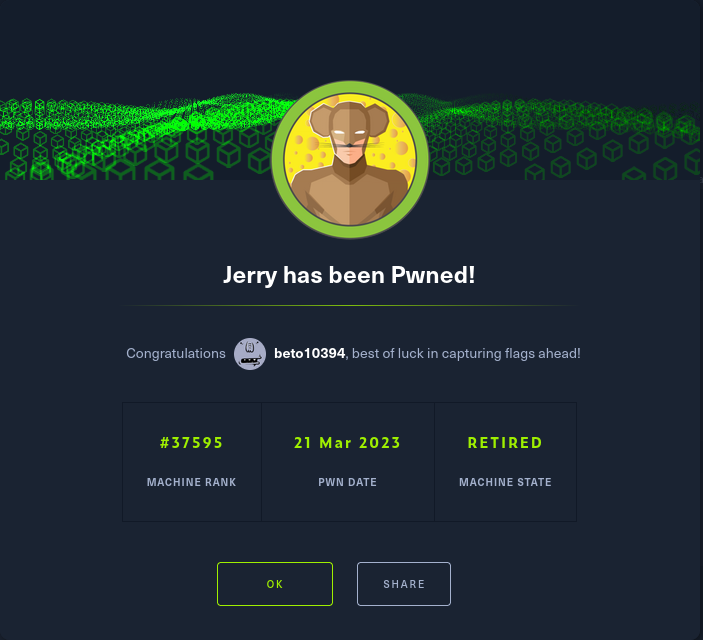 Jerry has been Pwned!
Congratulations beto10394, best of luck in capturing flags ahead!
#37595 21 Mar 2023 RETIRED
MACHINE RANK PWN DATE MACHINE STATE
OK SHARE